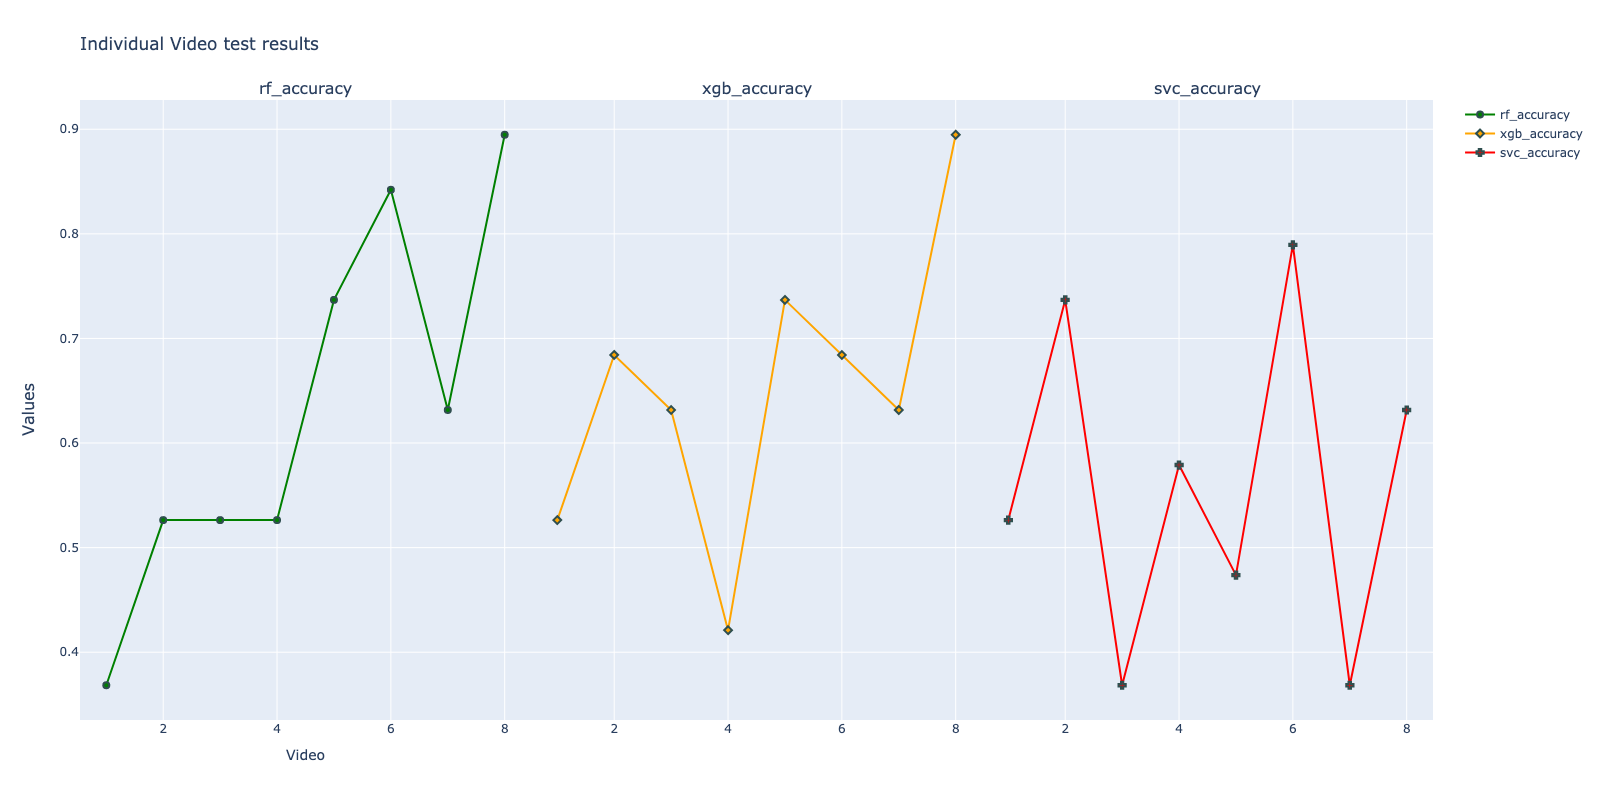 Individual Video test results
rf_accuracy
xgb_accuracy
svc_accuracy
rf_accuracy
xgb_accuracy
svc_accuracy
0.9
0.8
0.7
0.6
0.5
0.4
Values
2 4 6 8
2 4 6 8
2 4 6 8
Video